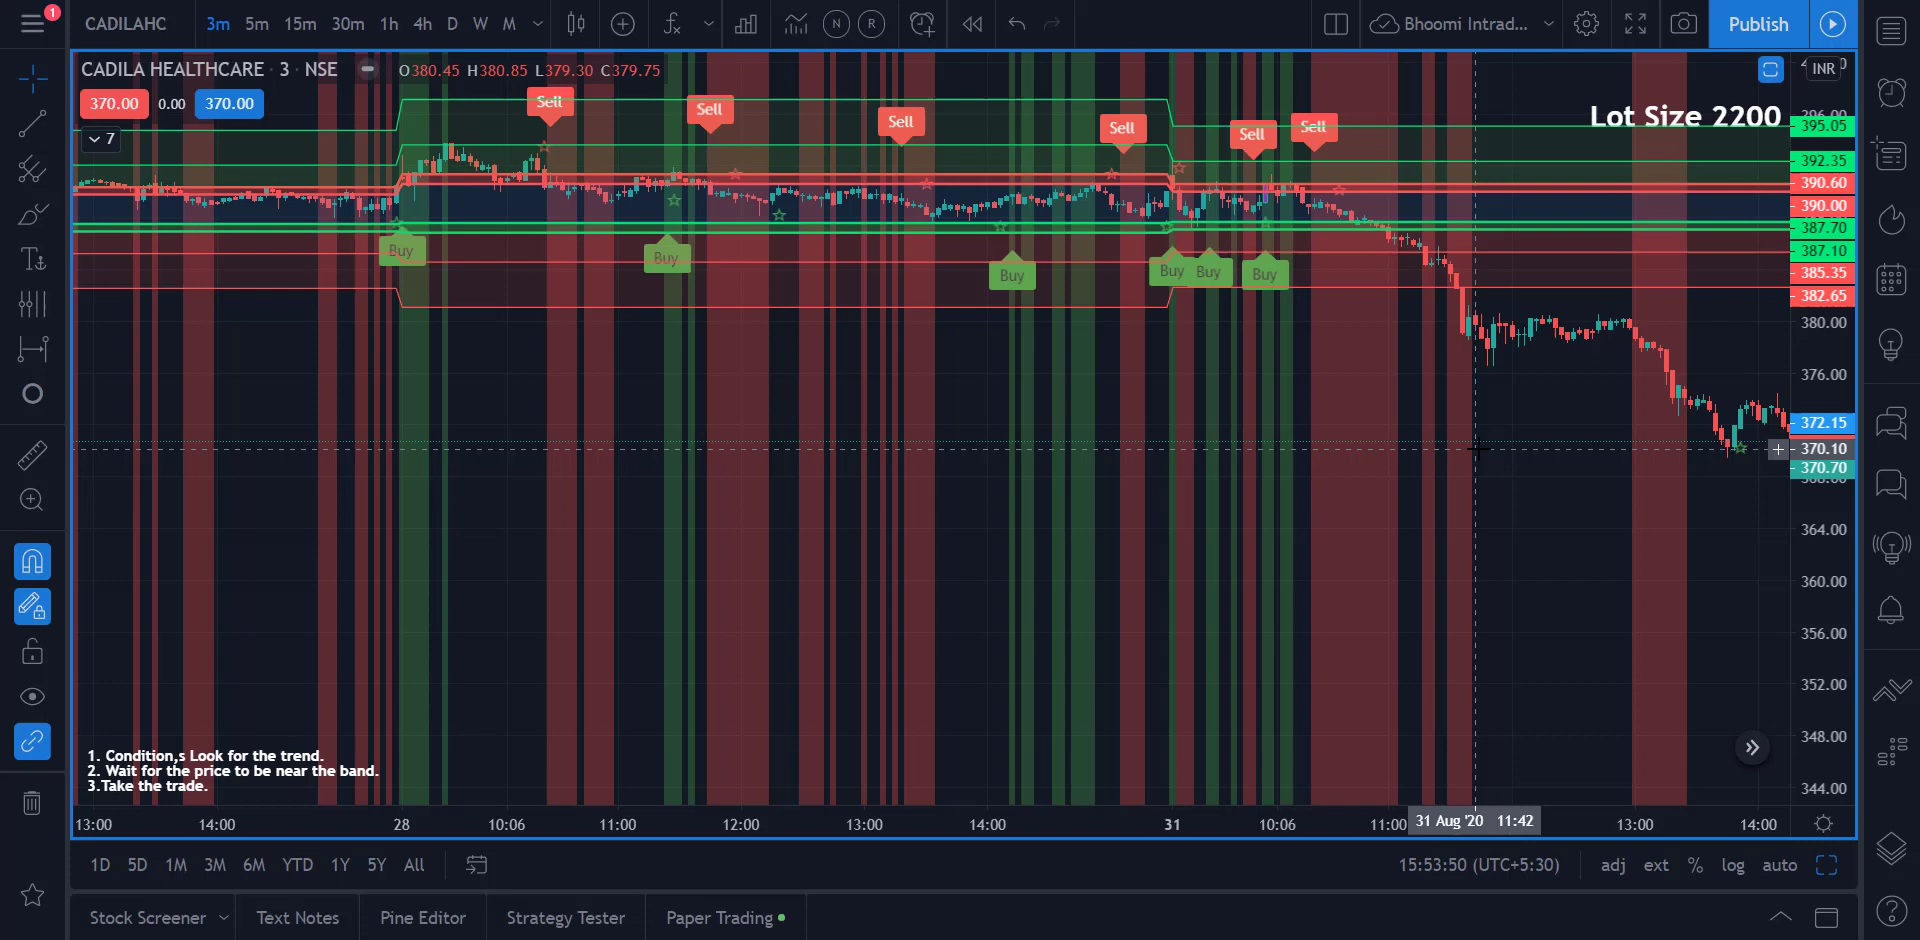 1
CADILAHC 3m 5m 15m 30m 1h 4h D W M N R Bhoomi Intrad... Publish
CADILA HEALTHCARE · 3 · NSE O380.45 H380.85 L379.30 C379.75 INR
370.00 0.00 370.00
7
Lot Size 2200
Sell
Sell
Sell
Sell
Sell
Sell
Buy
Buy
Buy
Buy
Buy
Buy
395.05
392.35
390.60
390.00
387.70
387.10
385.35
382.65
380.00
376.00
372.15
370.10
370.70
364.00
360.00
356.00
352.00
348.00
344.00
1. Condition,s Look for the trend.
2. Wait for the price to be near the band.
3.Take the trade.
13:00 14:00 28 10:06 11:00 12:00 13:00 14:00 31 10:06 11:00 31 Aug '20 11:42 13:00 14:00
1D 5D 1M 3M 6M YTD 1Y 5Y All 15:53:50 (UTC+5:30) adj ext % log auto
Stock Screener Text Notes Pine Editor Strategy Tester Paper Trading